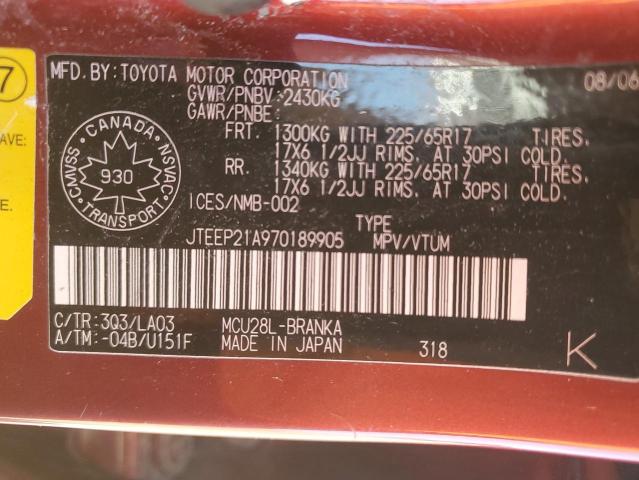 7
AVE:
E.
MFD.BY:TOYOTA MOTOR CORPORATION 08/06
GVWR/PNBV:2430KG
GAWR/PNBE:
FRT. 1300KG WITH 225/65R17 TIRES.
17X6 1/2JJ RIMS. AT 30PSI COLD.
RR. 1340KG WITH 225/65R17 TIRES.
17X6 1/2JJ RIMS. AT 30PSI COLD.
CANADA
CMVSS
NSVAC
930
TRANSPORT
ICES/NMB-002
TYPE
JTEEP21A970189905 MPV/VTUM
C/TR:3Q3/LA03 MCU28L-BRANKA
A/TM:-04B/U151F MADE IN JAPAN 318 K